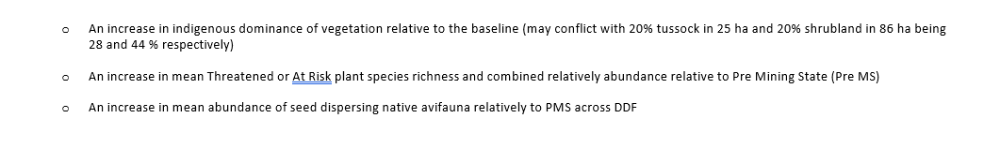 o An increase in indigenous dominance of vegetation relative to the baseline (may conflict with 20% tussock in 25 ha and 20% shrubland in 86 ha being
28 and 44 % respectively)
o An increase in mean Threatened or At Risk plant species richness and combined relatively abundance relative to Pre Mining State (Pre MS)
o An increase in mean abundance of seed dispersing native avifauna relatively to PMS across DDF